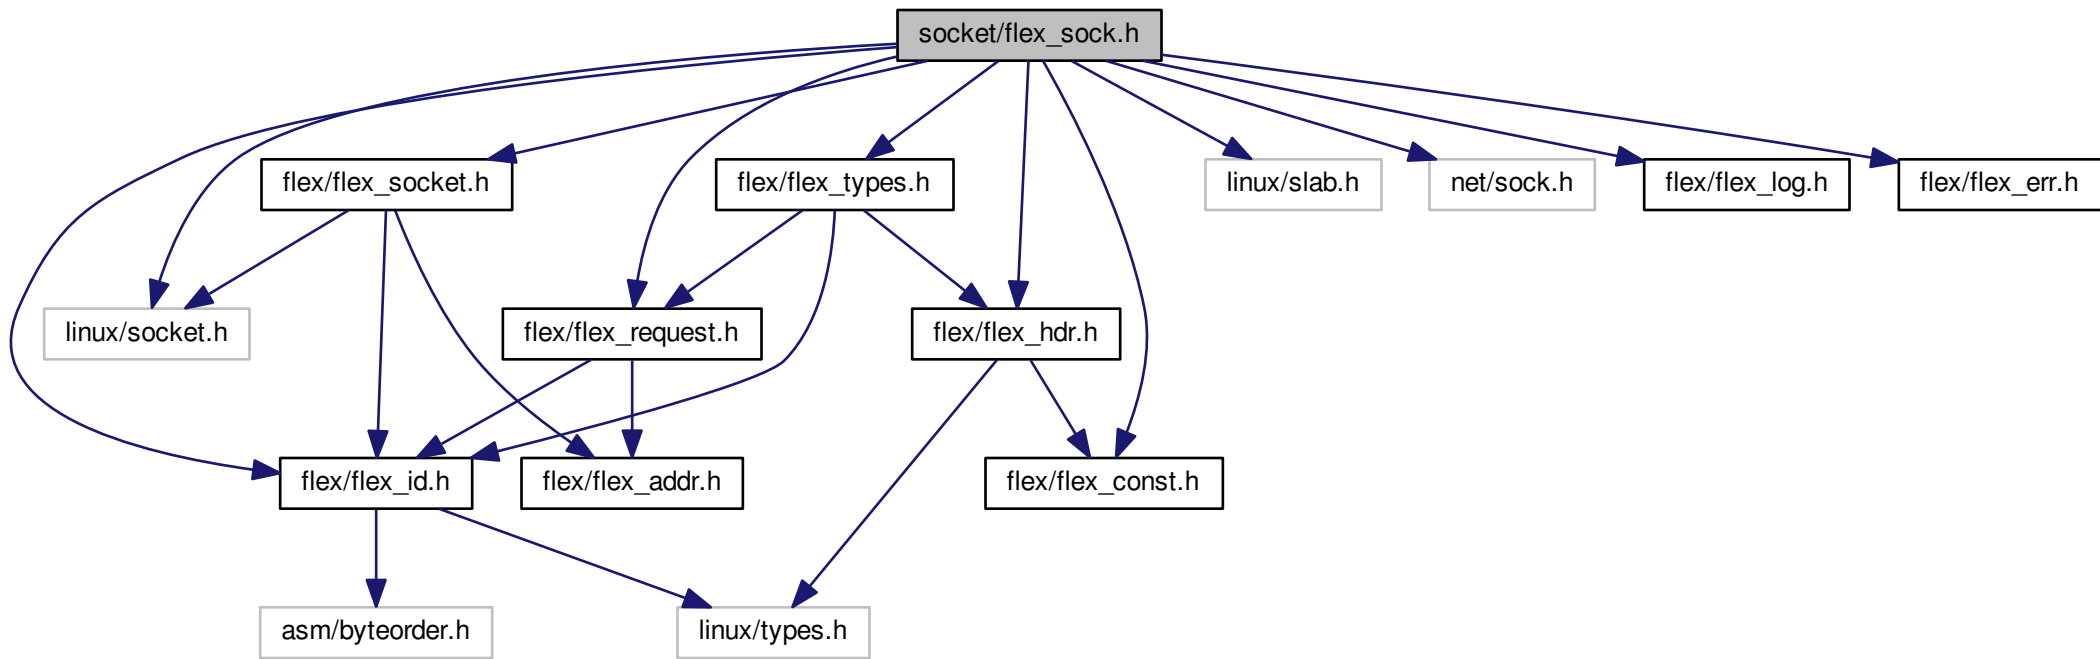 socket/flex_sock.h
flex/flex_socket.h
flex/flex_types.h
linux/slab.h
net/sock.h
flex/flex_log.h
flex/flex_err.h
linux/socket.h
flex/flex_request.h
flex/flex_hdr.h
flex/flex_id.h
flex/flex_addr.h
flex/flex_const.h
asm/byteorder.h
linux/types.h